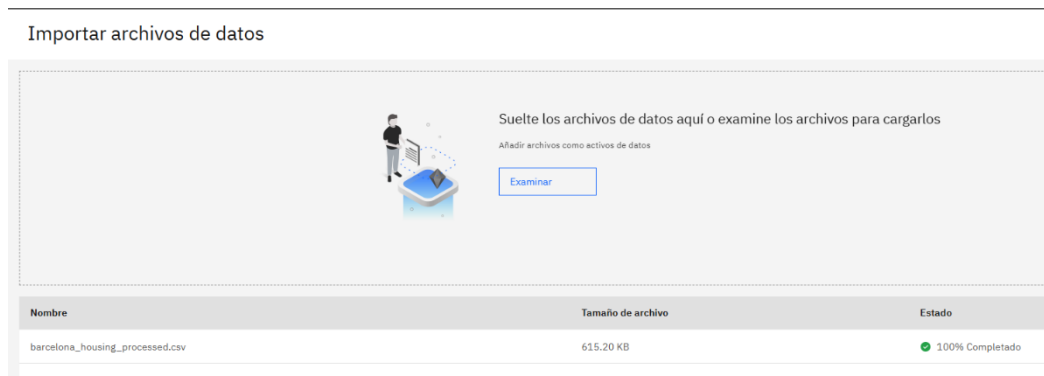 Importar archivos de datos
Suelte los archivos de datos aquí o examine los archivos para cargarlos
Añadir archivos como activos de datos
Examinar
Nombre Tamaño de archivo Estado
barcelona_housing_processed.csv 615.20 KB 100% Completado